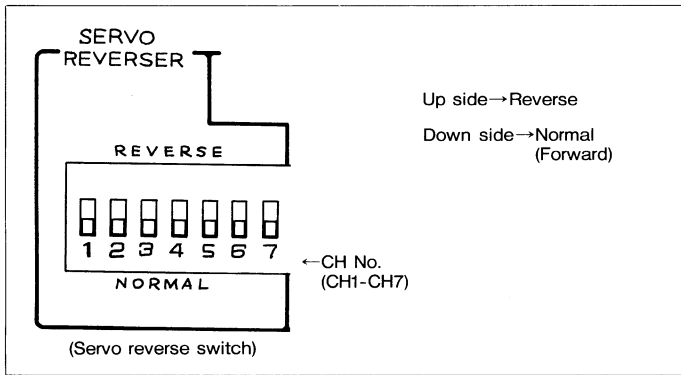 SERVO
REVERSER
Up side→Reverse
Down side→Normal
(Forward)
REVERSE
1 2 3 4 5 6 7
←CH No.
(CH1-CH7)
NORMAL
(Servo reverse switch)